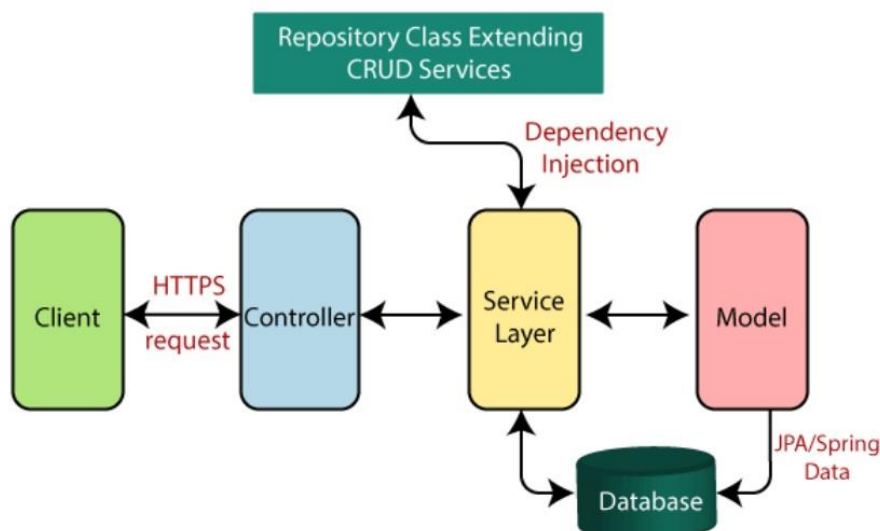 Repository Class Extending
CRUD Services
Dependency
Injection
HTTPS
request
Client
Controller
Service
Layer
Model
JPA/Spring
Data
Database